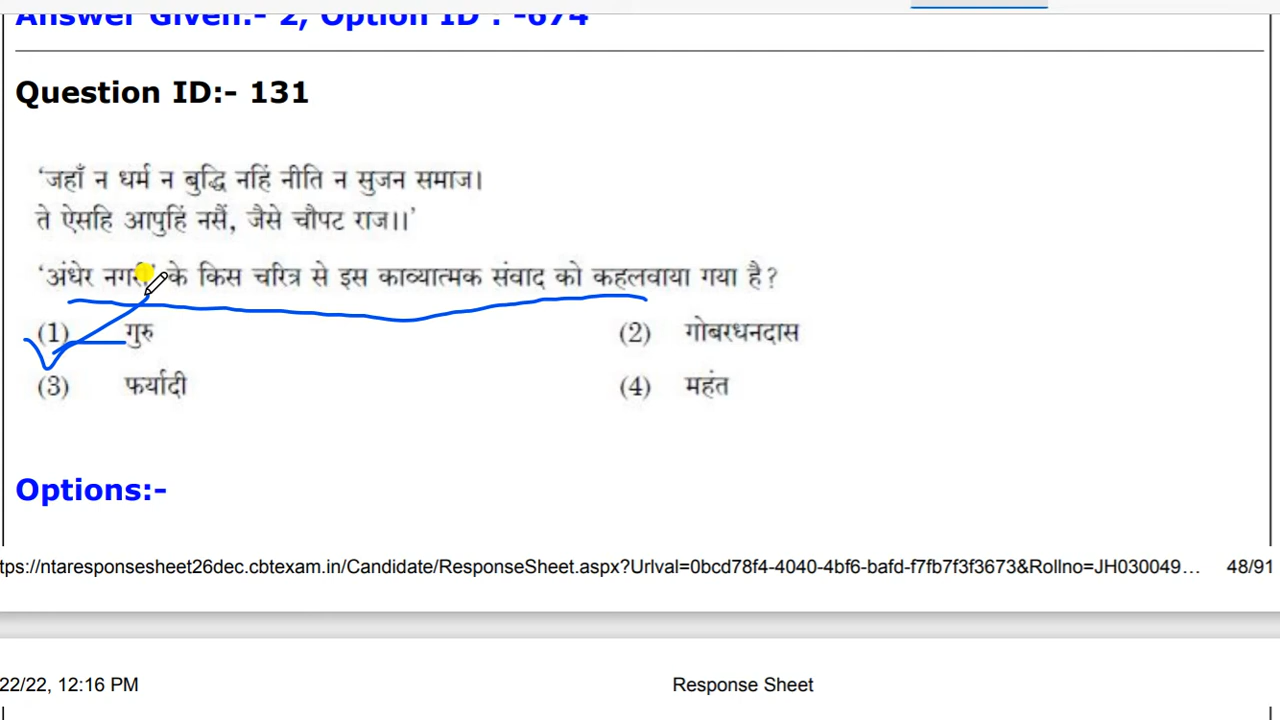 Answer Given:- 2, Option ID : -674
Question ID:- 131
'जहाँ न धर्म न बुद्धि नहिं नीति न सुजन समाज।
ते ऐसहि आपुहिं नसैं, जैसे चौपट राज।।'
'अंधेर नगरी' के किस चरित्र से इस काव्यात्मक संवाद को कहलवाया गया है?
(1) गुरु (2) गोबरधनदास
(3) फर्यादी (4) महंत
Options:-
tps://ntaresponsesheet26dec.cbtexam.in/Candidate/ResponseSheet.aspx?Urlval=0bcd78f4-4040-4bf6-bafd-f7fb7f3f3673&Rollno=JH030049… 48/91
22/22, 12:16 PM Response Sheet